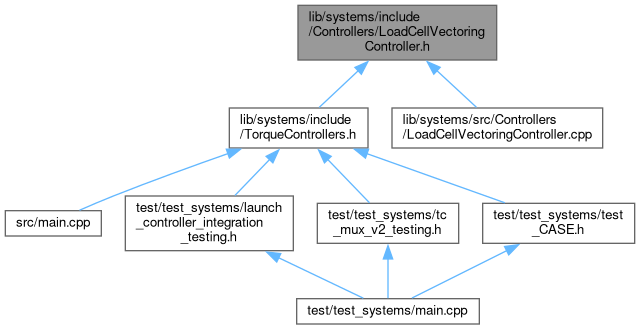 lib/systems/include
/Controllers/LoadCellVectoring
Controller.h
lib/systems/include
/TorqueControllers.h
lib/systems/src/Controllers
/LoadCellVectoringController.cpp
src/main.cpp
test/test_systems/launch
_controller_integration
_testing.h
test/test_systems/tc
_mux_v2_testing.h
test/test_systems/test
_CASE.h
test/test_systems/main.cpp